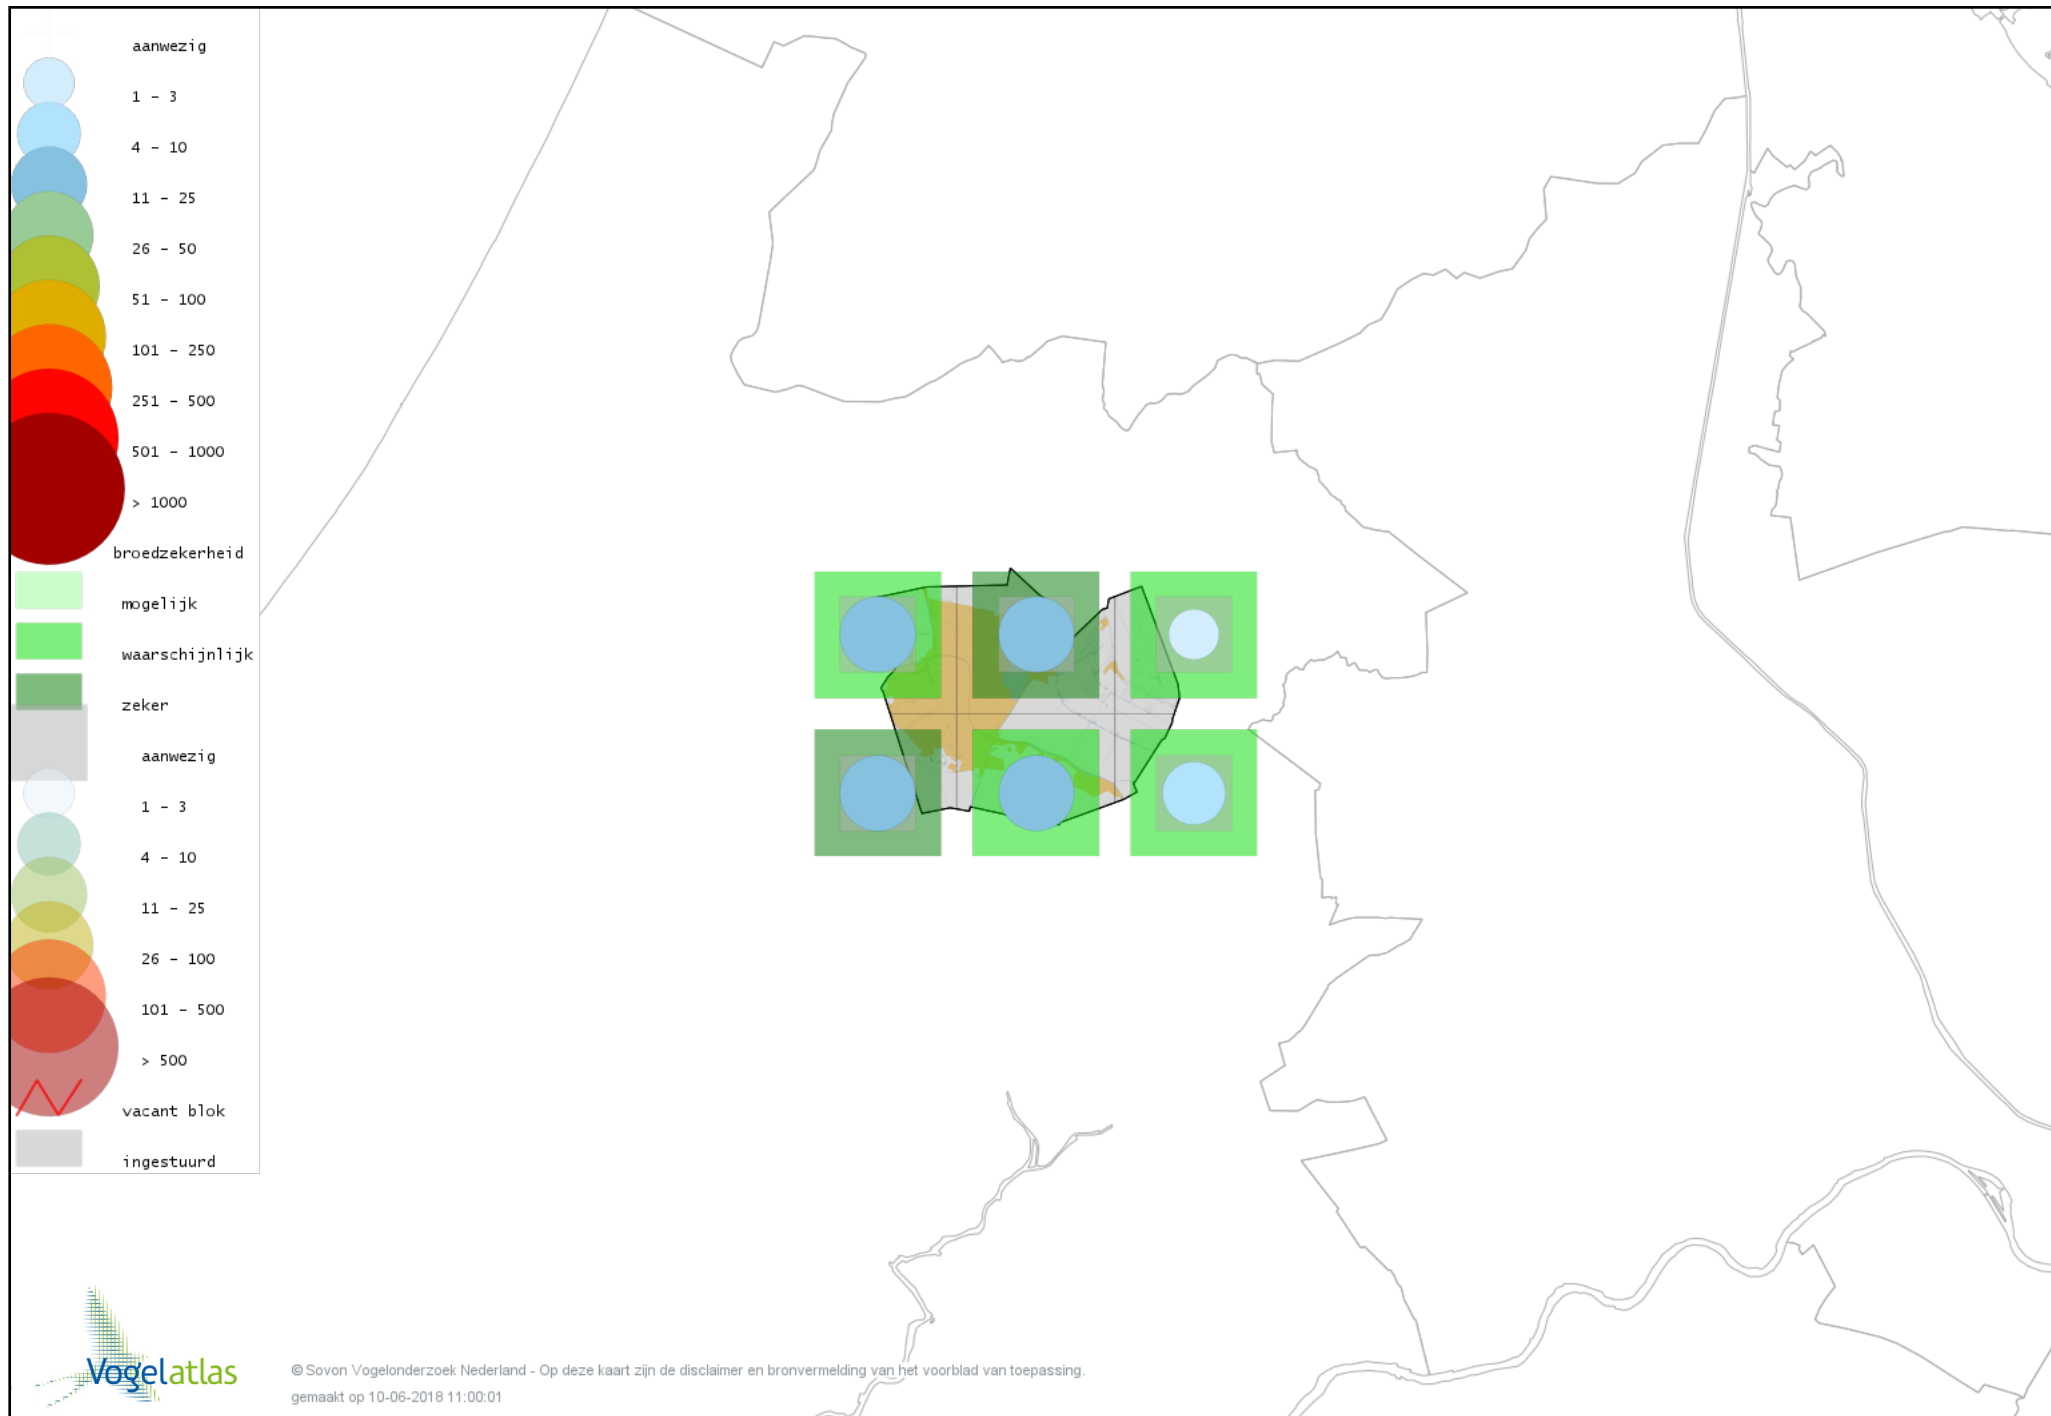 aanwezig
1 – 3
4 – 10
11 – 25
26 – 50
51 – 100
101 – 250
251 – 500
501 – 1000
> 1000
broedzekerheid
mogelijk
waarschijnlijk
zeker
aanwezig
1 – 3
4 – 10
11 – 25
26 – 100
101 – 500
> 500
vacant blok
ingestuurd
Vogelatlas
© Sovon Vogelonderzoek Nederland - Op deze kaart zijn de disclaimer en bronvermelding van het voorblad van toepassing.
gemaakt op 10-06-2018 11:00:01